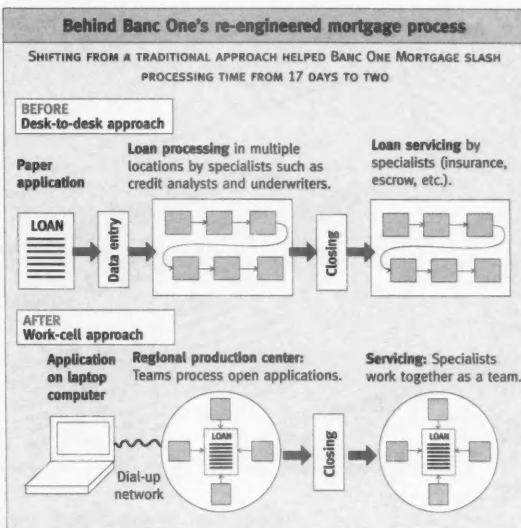 Behind Banc One's re-engineered mortgage process
SHIFTING FROM A TRADITIONAL APPROACH HELPED BANC ONE MORTGAGE SLASH
PROCESSING TIME FROM 17 DAYS TO TWO
BEFORE
Desk-to-desk approach
Paper
application
Loan processing in multiple
locations by specialists such as
credit analysts and underwriters.
Loan servicing by
specialists (insurance,
escrow, etc.).
LOAN
Data entry
Closing
AFTER
Work-cell approach
Application
on laptop
computer
Regional production center:
Teams process open applications.
Servicing: Specialists
work together as a team.
Dial-up
network
LOAN
Closing
LOAN